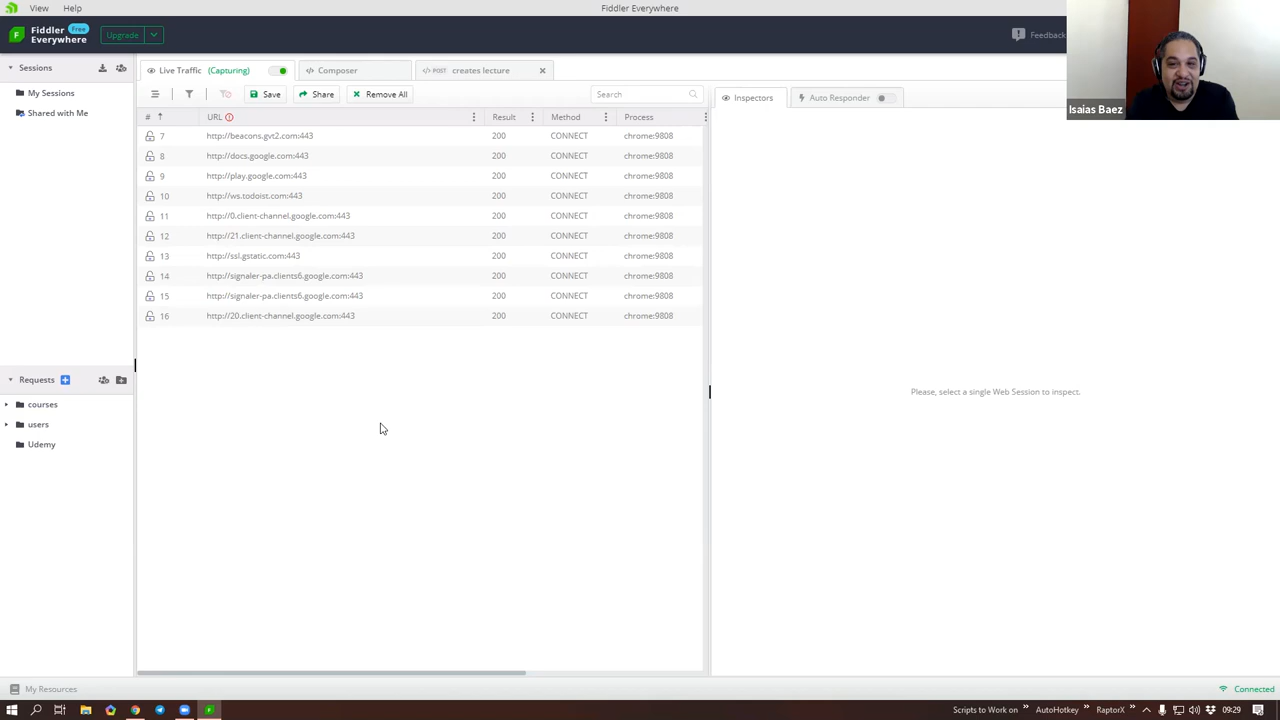 View Help
Fiddler Everywhere
Fiddler Everywhere Free
Upgrade
Feedback
Isaias Baez
Sessions
My Sessions
Shared with Me
Live Traffic (Capturing)
Composer
POST creates lecture
Save Share Remove All
Search
Inspectors
Auto Responder
# URL Result Method Process
7 http://beacons.gvt2.com:443 200 CONNECT chrome:9808
8 http://docs.google.com:443 200 CONNECT chrome:9808
9 http://play.google.com:443 200 CONNECT chrome:9808
10 http://ws.todoist.com:443 200 CONNECT chrome:9808
11 http://0.client-channel.google.com:443 200 CONNECT chrome:9808
12 http://21.client-channel.google.com:443 200 CONNECT chrome:9808
13 http://ssl.gstatic.com:443 200 CONNECT chrome:9808
14 http://signaler-pa.clients6.google.com:443 200 CONNECT chrome:9808
15 http://signaler-pa.clients6.google.com:443 200 CONNECT chrome:9808
16 http://20.client-channel.google.com:443 200 CONNECT chrome:9808
Please, select a single Web Session to inspect.
Requests
courses
users
Udemy
My Resources
Connected
Scripts to Work on AutoHotkey RaptorX 09:29